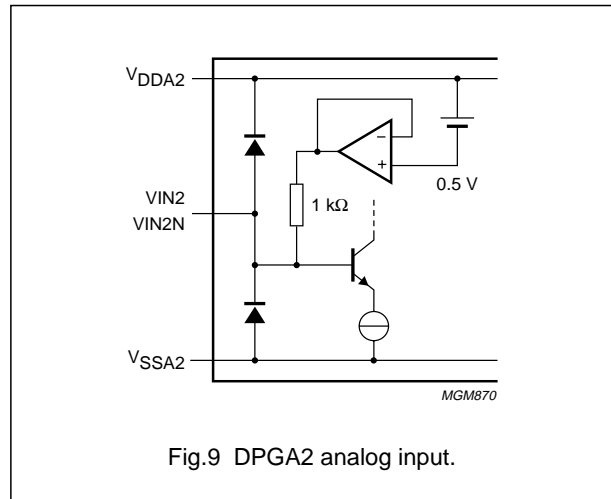 VDDA2
−
+
0.5 V
VIN2
VIN2N
1 kΩ
VSSA2
MGM870
Fig.9 DPGA2 analog input.